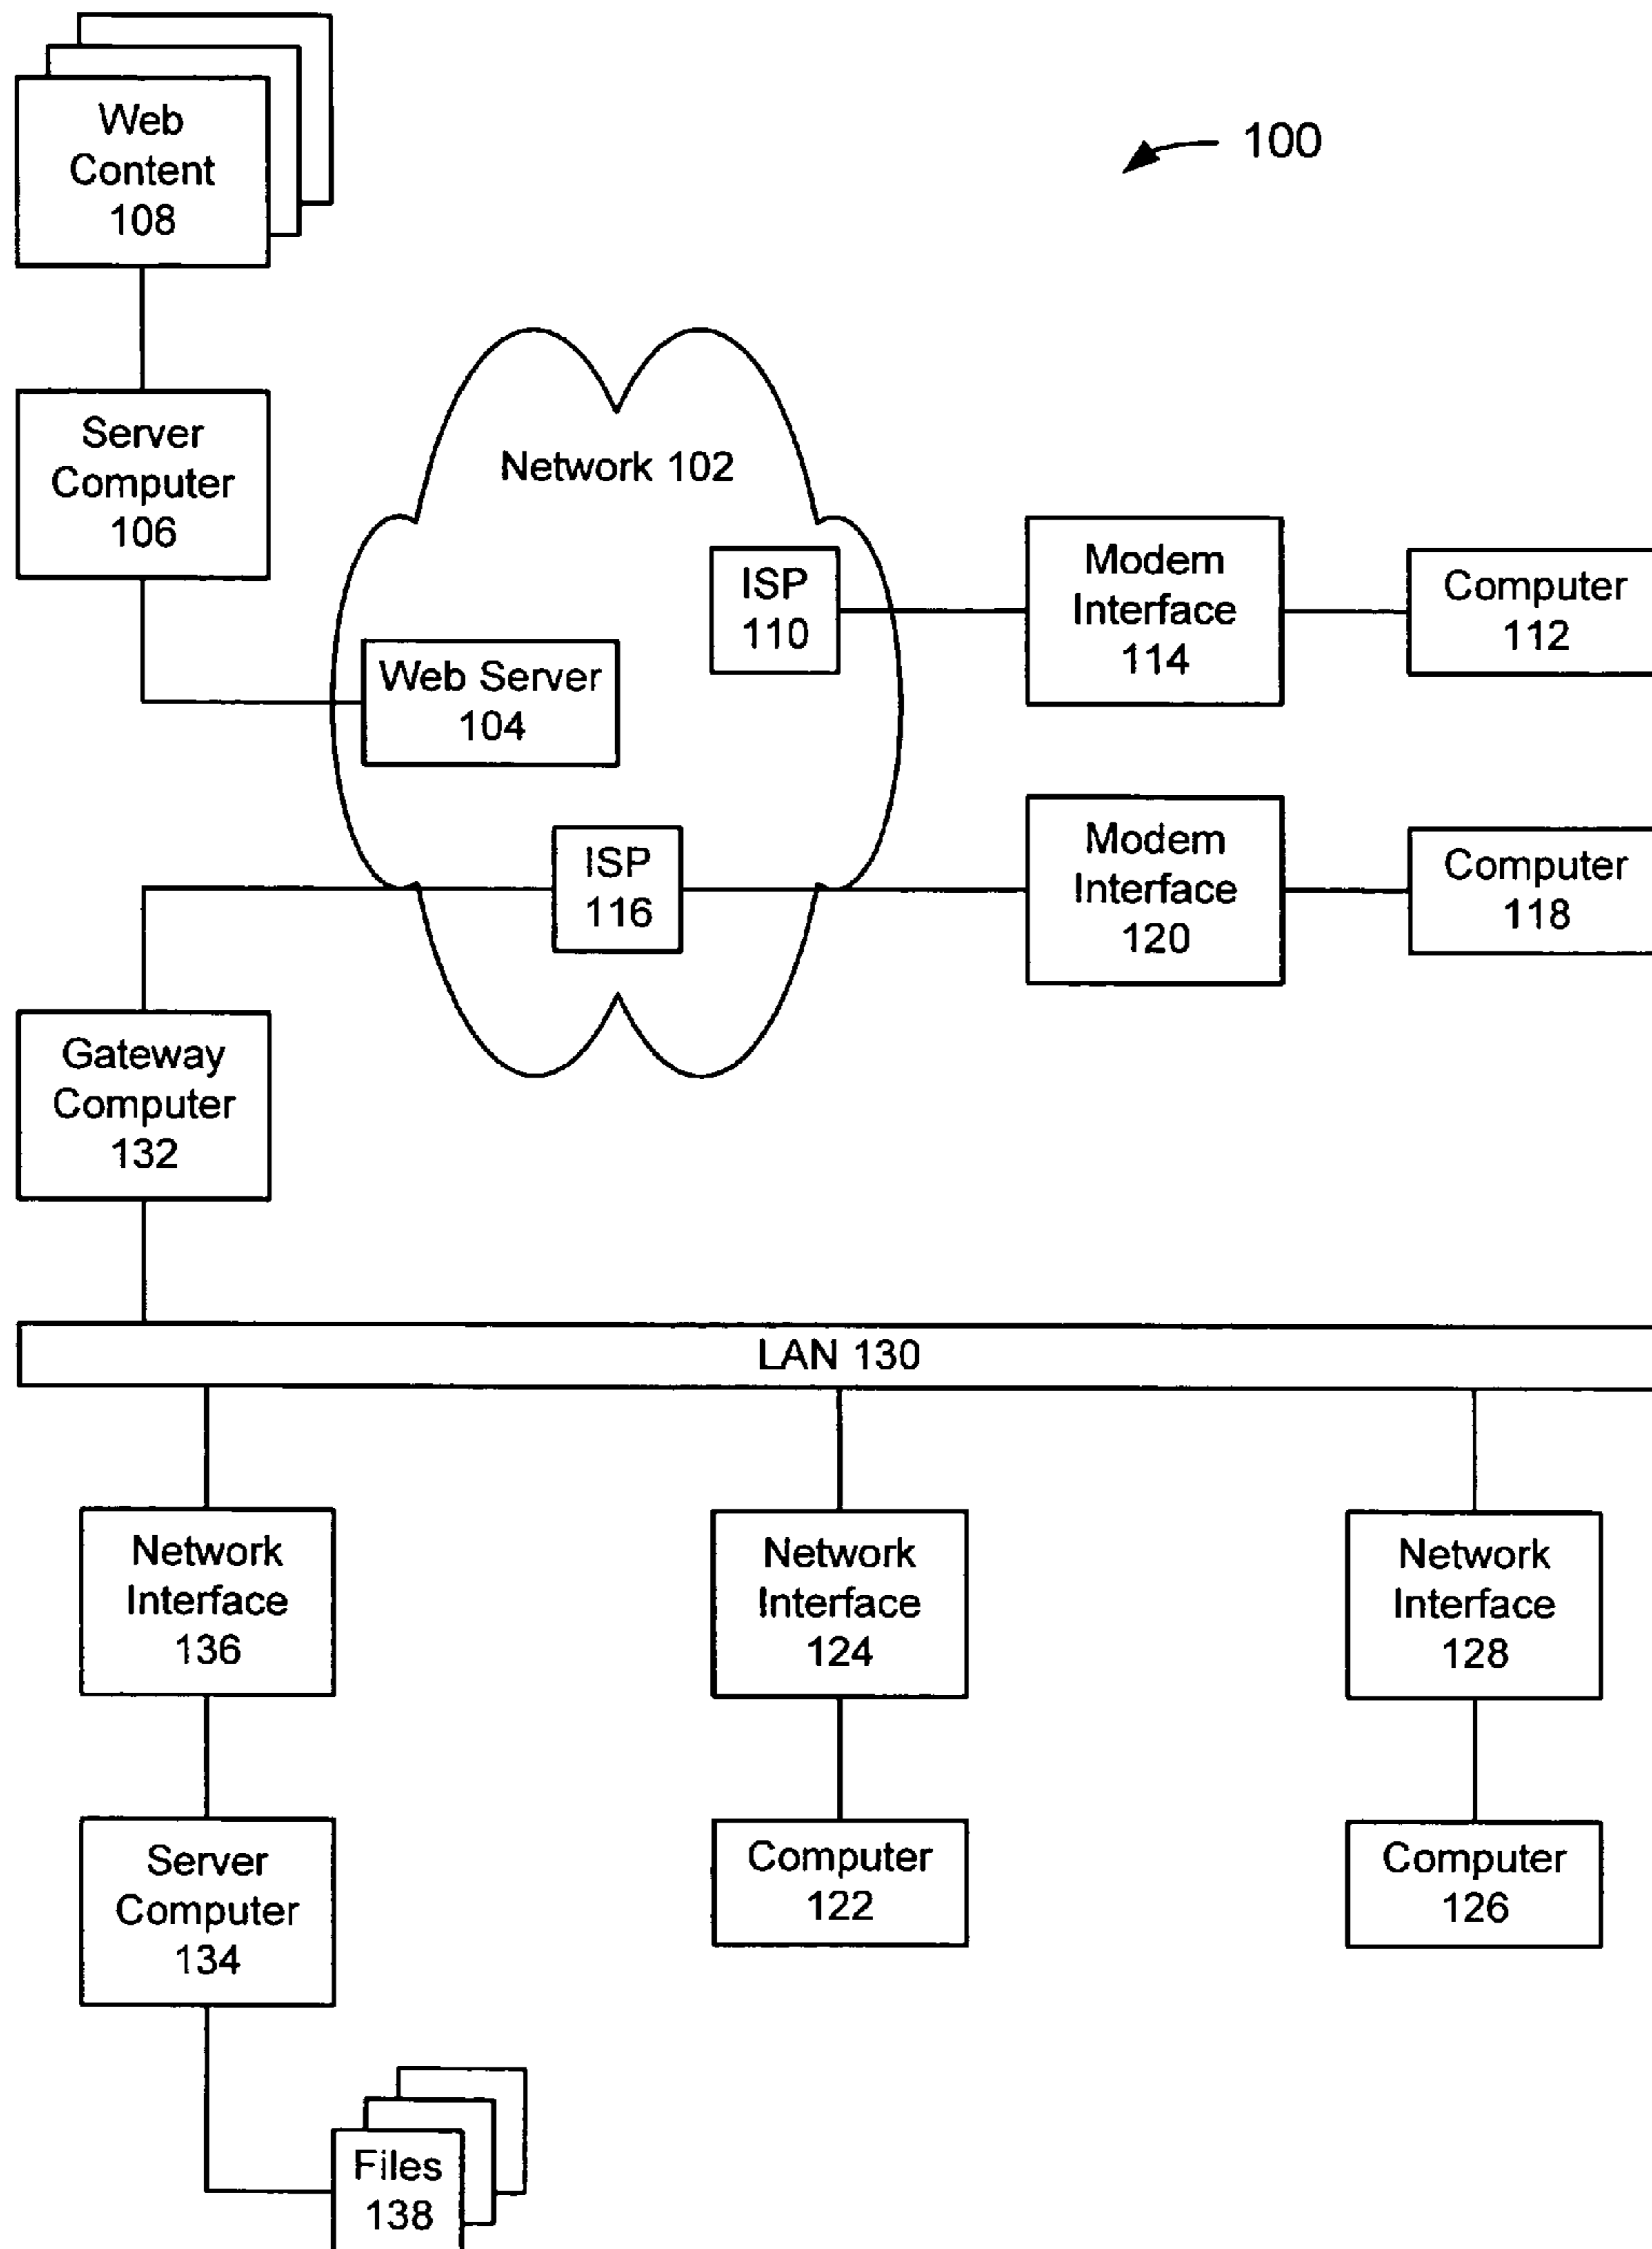 Web
Content
108
100
Server
Computer
106
Network 102
ISP
110
Modem
Interface
114
Computer
112
Web Server
104
ISP
116
Modem
Interface
120
Computer
118
Gateway
Computer
132
LAN 130
Network
Interface
136
Network
Interface
124
Network
Interface
128
Server
Computer
134
Computer
122
Computer
126
Files
138